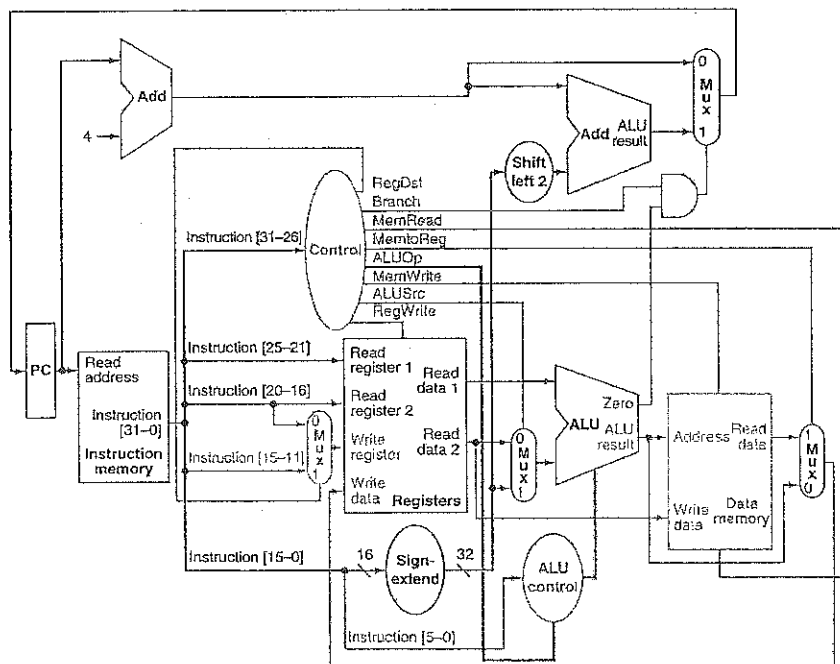 Add
4
0
Mux
1
Add
ALU
result
Shift
left 2
RegDst
Branch
MemRead
MemtoReg
ALUOp
MemWrite
ALUSrc
RegWrite
Control
Instruction [31–26]
PC
Read
address
Instruction
[31–0]
Instruction
memory
Instruction [25–21]
Instruction [20–16]
Instruction [15–11]
0
Mux
1
Read
register 1
Read
register 2
Write
register
Write
data
Read
data 1
Read
data 2
Registers
0
Mux
1
Zero
ALU
ALU
result
Address
Read
data
Write
data
Data
memory
1
Mux
0
Instruction [15–0]
16
Sign-
extend
32
ALU
control
Instruction [5–0]